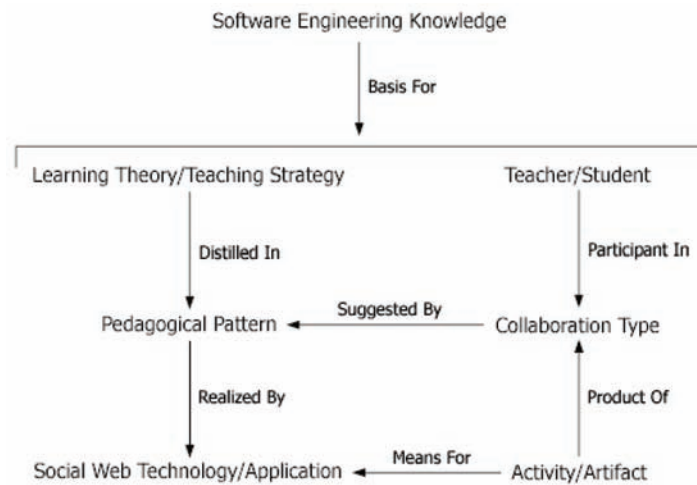 Software Engineering Knowledge
Basis For
Learning Theory/Teaching Strategy
Teacher/Student
Distilled In
Participant In
Suggested By
Pedagogical Pattern
Collaboration Type
Realized By
Product Of
Means For
Social Web Technology/Application
Activity/Artifact